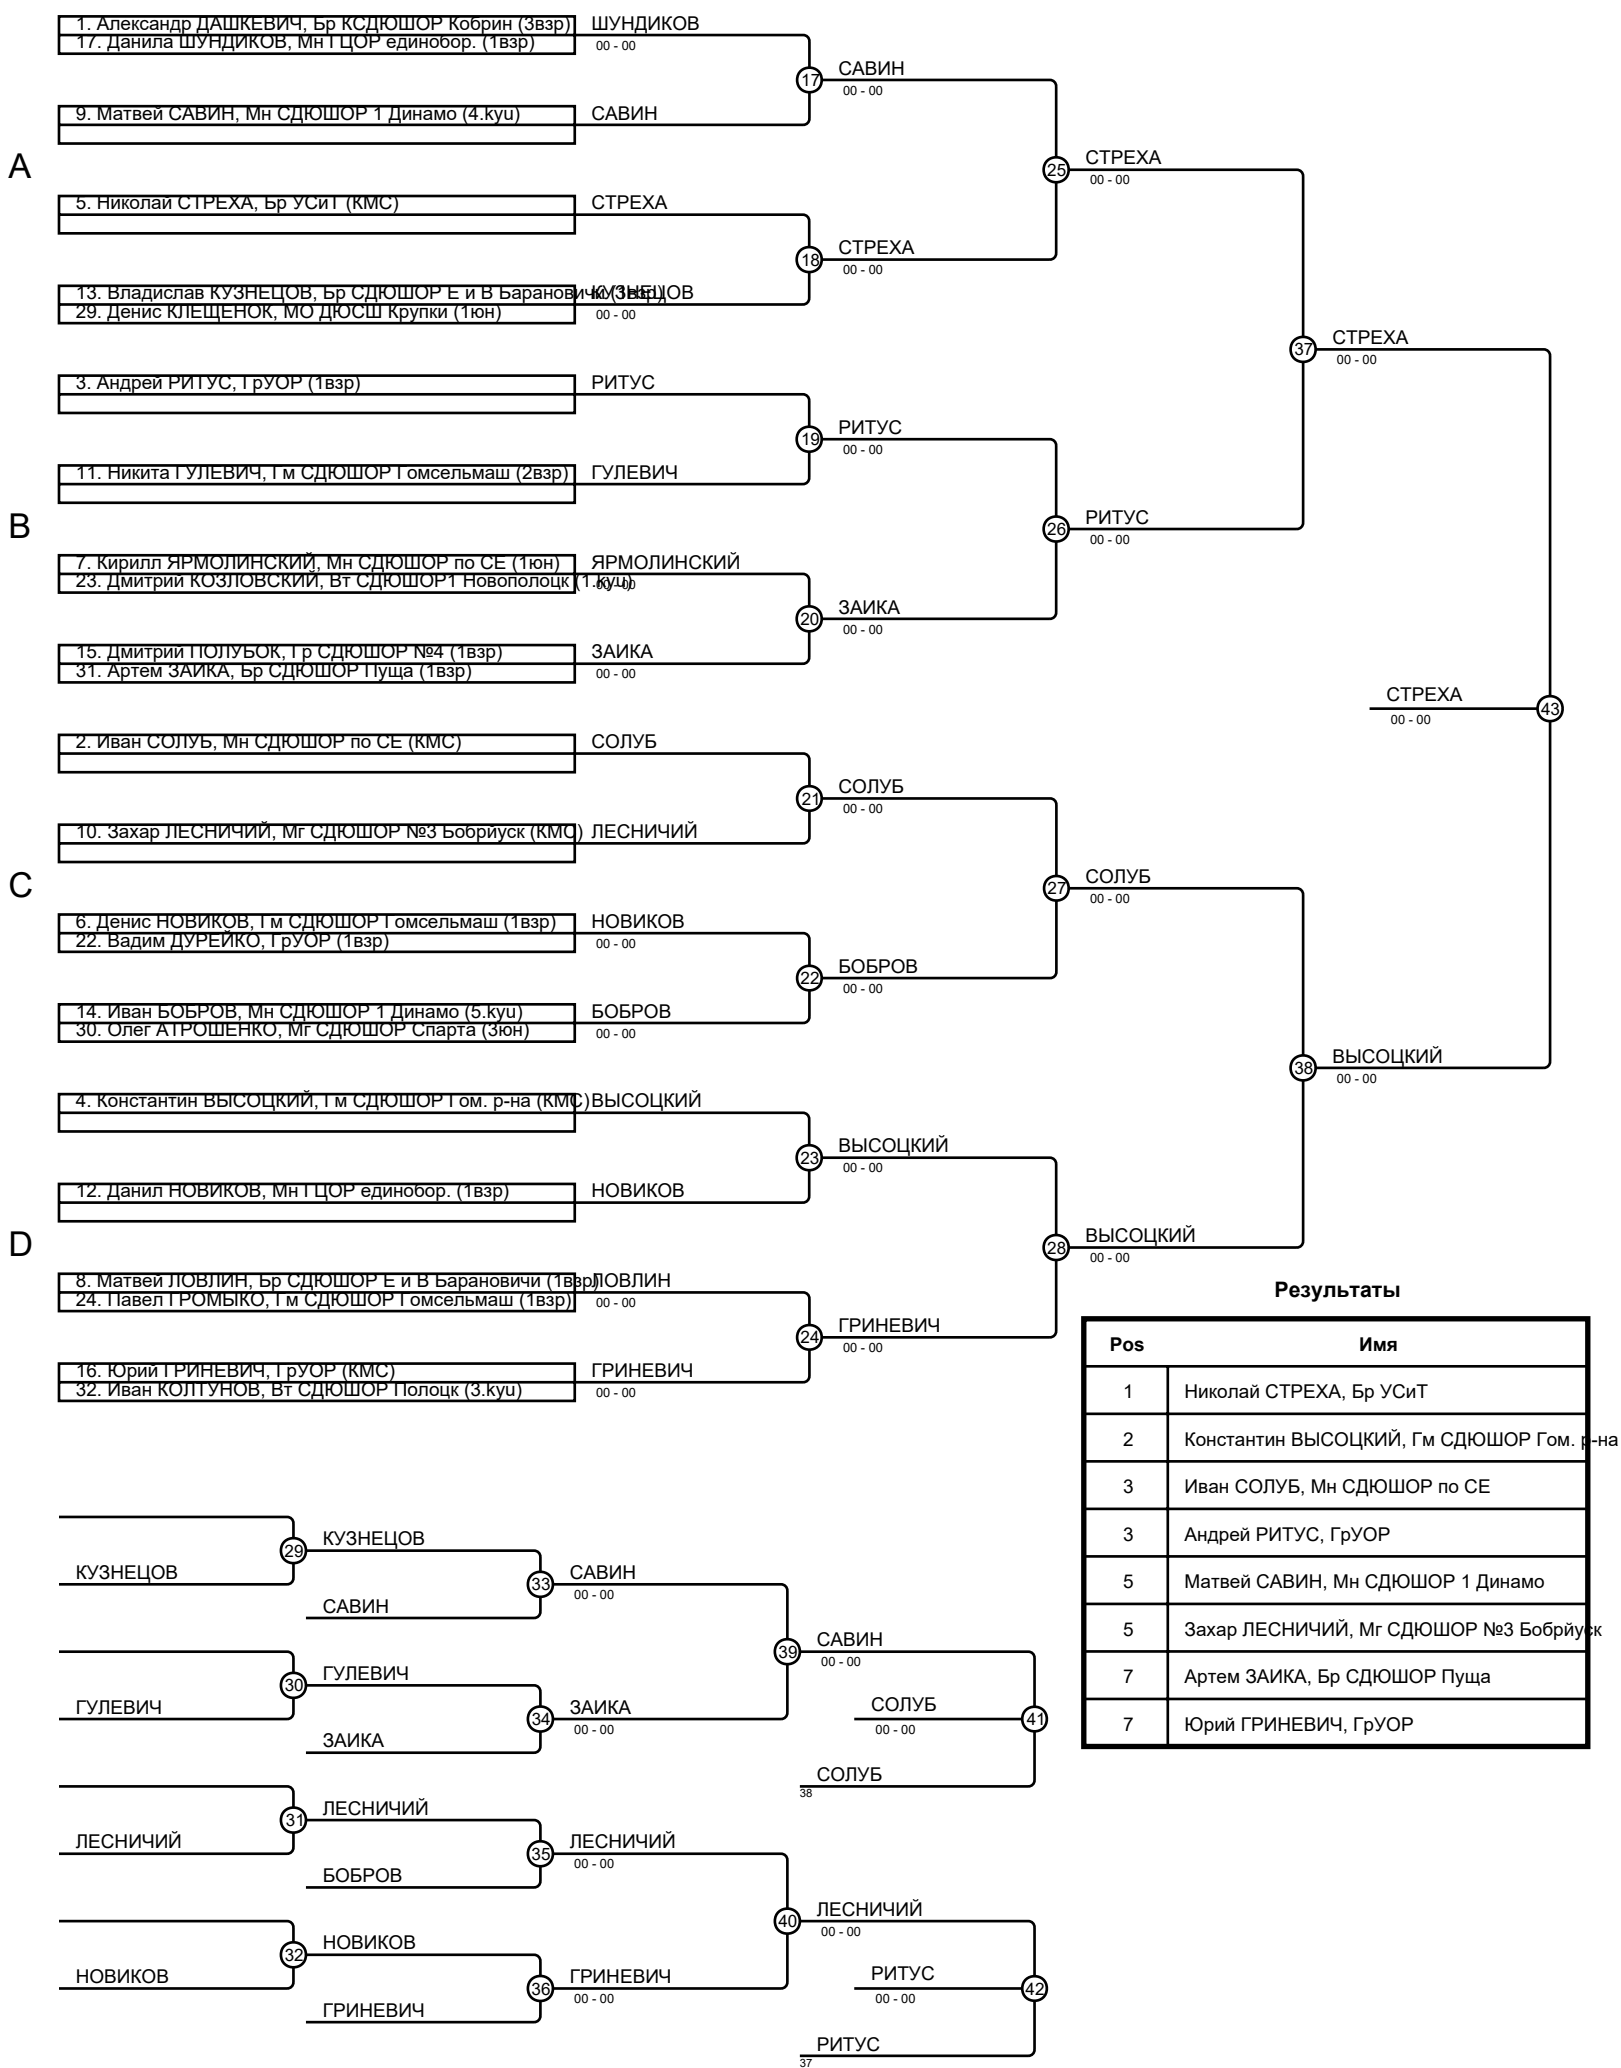 1. Александр ДАШКЕВИЧ, Бр КСДЮШОР Кобрин (3взр)
17. Данила ШУНДИКОВ, Мн ГЦОР единобор. (1взр)
ШУНДИКОВ
00 - 00
17
САВИН
00 - 00
9. Матвей САВИН, Мн СДЮШОР 1 Динамо (4.kyu)
САВИН
A
25
СТРЕХА
00 - 00
5. Николай СТРЕХА, Бр УСиТ (КМС)
СТРЕХА
18
СТРЕХА
00 - 00
13. Владислав КУЗНЕЦОВ, Бр СДЮШОР Е и В Барановичи (3взр)
29. Денис КЛЕЩЕНОК, МО ДЮСШ Крупки (1юн)
КУЗНЕЦОВ
00 - 00
37
СТРЕХА
00 - 00
3. Андрей РИТУС, ГрУОР (1взр)
РИТУС
19
РИТУС
00 - 00
11. Никита ГУЛЕВИЧ, Гм СДЮШОР Гомсельмаш (2взр)
ГУЛЕВИЧ
B
26
РИТУС
00 - 00
7. Кирилл ЯРМОЛИНСКИЙ, Мн СДЮШОР по СЕ (1юн)
23. Дмитрий КОЗЛОВСКИЙ, Вт СДЮШОР1 Новополоцк (1.kyu)
ЯРМОЛИНСКИЙ
00 - 00
20
ЗАИКА
00 - 00
15. Дмитрий ПОЛУБОК, Гр СДЮШОР №4 (1взр)
31. Артем ЗАИКА, Бр СДЮШОР Пуща (1взр)
ЗАИКА
00 - 00
СТРЕХА
00 - 00
43
2. Иван СОЛУБ, Мн СДЮШОР по СЕ (КМС)
СОЛУБ
21
СОЛУБ
00 - 00
10. Захар ЛЕСНИЧИЙ, Мг СДЮШОР №3 Бобрйуск (КМС)
ЛЕСНИЧИЙ
C
27
СОЛУБ
00 - 00
6. Денис НОВИКОВ, Гм СДЮШОР Гомсельмаш (1взр)
22. Вадим ДУРЕЙКО, ГрУОР (1взр)
НОВИКОВ
00 - 00
22
БОБРОВ
00 - 00
14. Иван БОБРОВ, Мн СДЮШОР 1 Динамо (5.kyu)
30. Олег АТРОШЕНКО, Мг СДЮШОР Спарта (3юн)
БОБРОВ
00 - 00
38
ВЫСОЦКИЙ
00 - 00
4. Константин ВЫСОЦКИЙ, Гм СДЮШОР Гом. р-на (КМС)
ВЫСОЦКИЙ
23
ВЫСОЦКИЙ
00 - 00
12. Данил НОВИКОВ, Мн ГЦОР единобор. (1взр)
НОВИКОВ
D
28
ВЫСОЦКИЙ
00 - 00
8. Матвей ЛОВЛИН, Бр СДЮШОР Е и В Барановичи (1взр)
24. Павел ГРОМЫКО, Гм СДЮШОР Гомсельмаш (1взр)
ЛОВЛИН
00 - 00
24
ГРИНЕВИЧ
00 - 00
16. Юрий ГРИНЕВИЧ, ГрУОР (КМС)
32. Иван КОЛТУНОВ, Вт СДЮШОР Полоцк (3.kyu)
ГРИНЕВИЧ
00 - 00
Результаты
Pos Имя
1 Николай СТРЕХА, Бр УСиТ
2 Константин ВЫСОЦКИЙ, Гм СДЮШОР Гом. р-на
3 Иван СОЛУБ, Мн СДЮШОР по СЕ
3 Андрей РИТУС, ГрУОР
5 Матвей САВИН, Мн СДЮШОР 1 Динамо
5 Захар ЛЕСНИЧИЙ, Мг СДЮШОР №3 Бобрйуск
7 Артем ЗАИКА, Бр СДЮШОР Пуща
7 Юрий ГРИНЕВИЧ, ГрУОР
29
КУЗНЕЦОВ
КУЗНЕЦОВ
33
САВИН
00 - 00
САВИН
39
САВИН
00 - 00
30
ГУЛЕВИЧ
ГУЛЕВИЧ
34
ЗАИКА
00 - 00
ЗАИКА
СОЛУБ
00 - 00
41
СОЛУБ
38
31
ЛЕСНИЧИЙ
ЛЕСНИЧИЙ
35
ЛЕСНИЧИЙ
00 - 00
БОБРОВ
40
ЛЕСНИЧИЙ
00 - 00
32
НОВИКОВ
НОВИКОВ
36
ГРИНЕВИЧ
00 - 00
ГРИНЕВИЧ
РИТУС
00 - 00
42
РИТУС
37